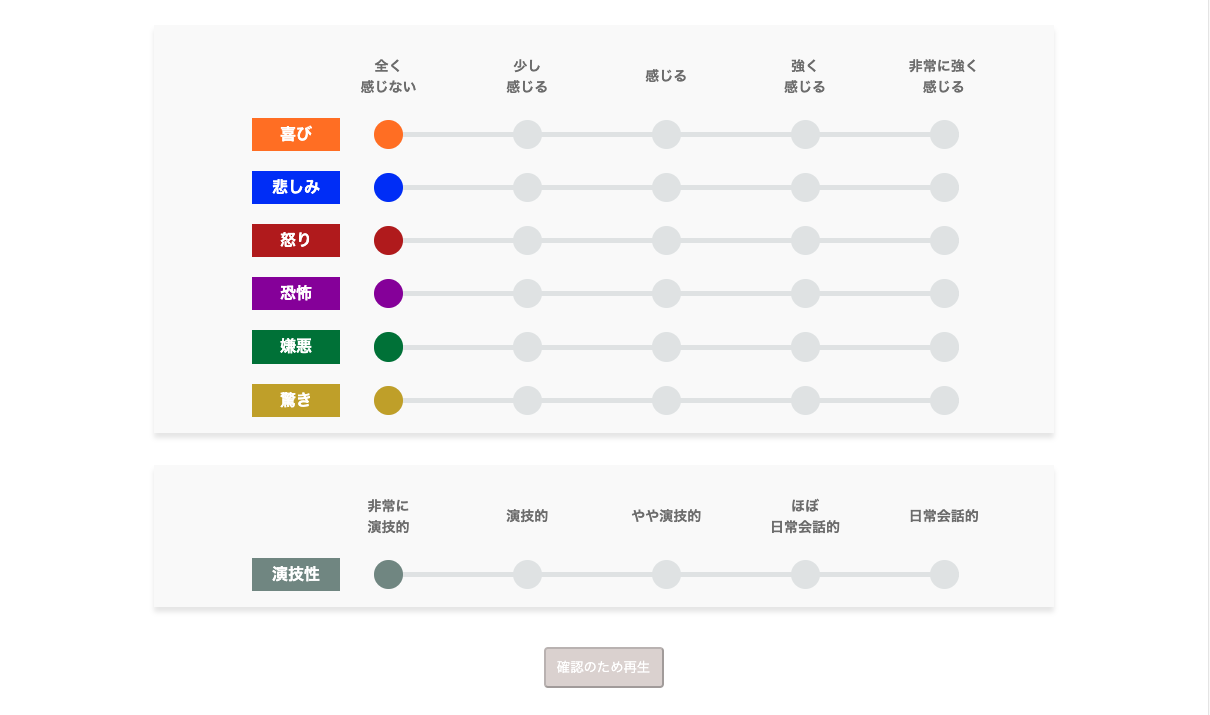 全く
感じない
少し
感じる
感じる
強く
感じる
非常に強く
感じる
喜び
悲しみ
怒り
恐怖
嫌悪
驚き
非常に
演技的
演技的
やや演技的
ほぼ
日常会話的
日常会話的
演技性
確認のため再生